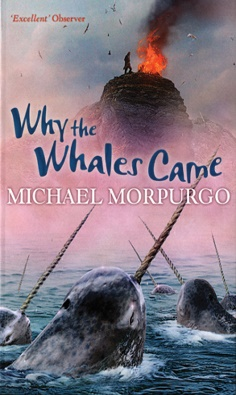 'Excellent' Observer
Why the
Whales Came
MICHAEL MORPURGO